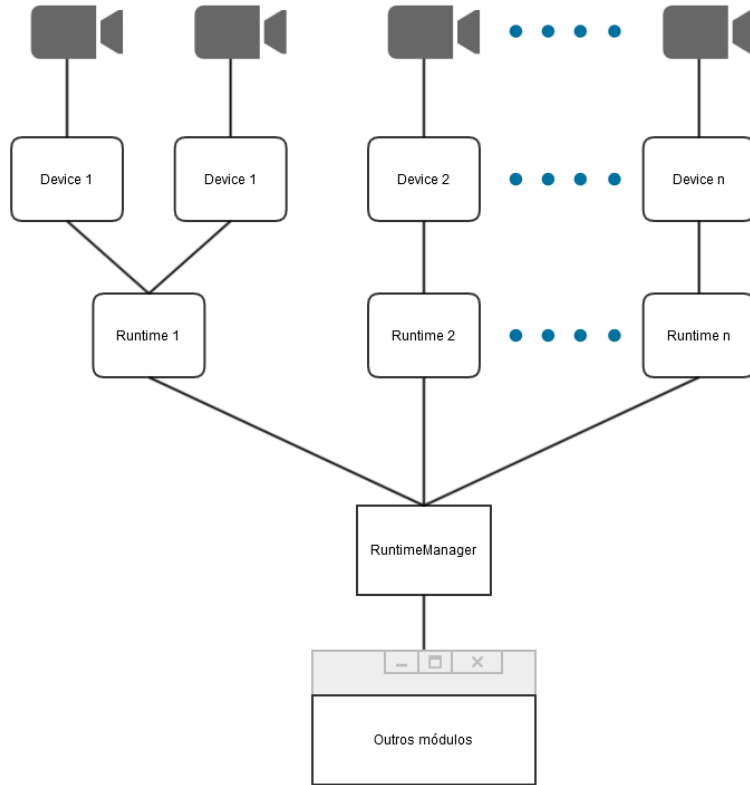 Device 1
Device 1
Device 2
Device n
Runtime 1
Runtime 2
Runtime n
RuntimeManager
Outros módulos